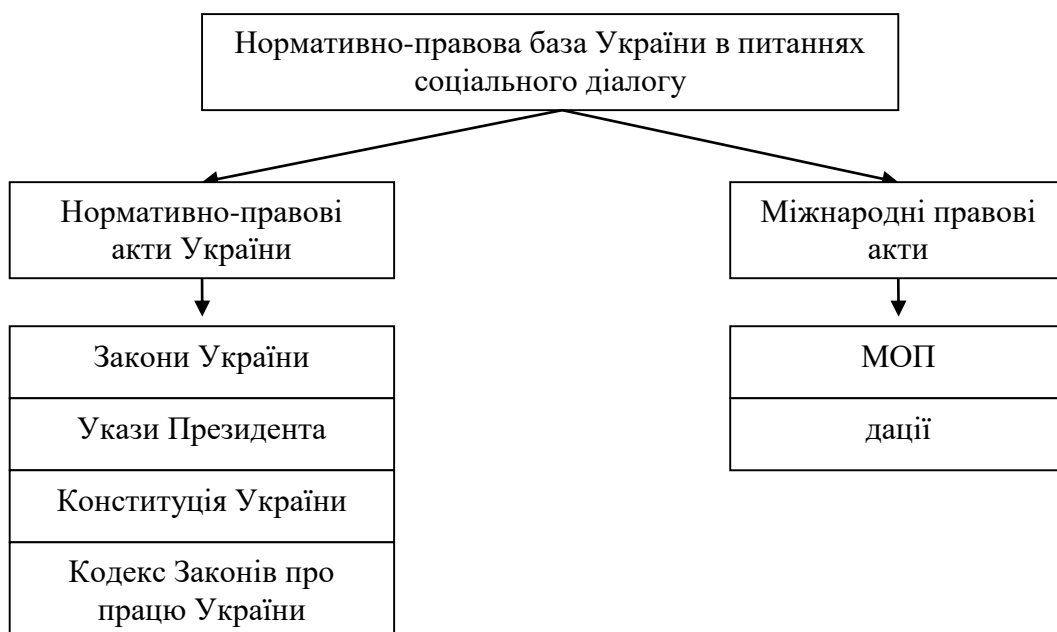 Нормативно-правова база України в питаннях
соціального діалогу
Нормативно-правові
акти України
Міжнародні правові
акти
Закони України
Укази Президента
Конституція України
Кодекс Законів про
працю України
МОП
дації